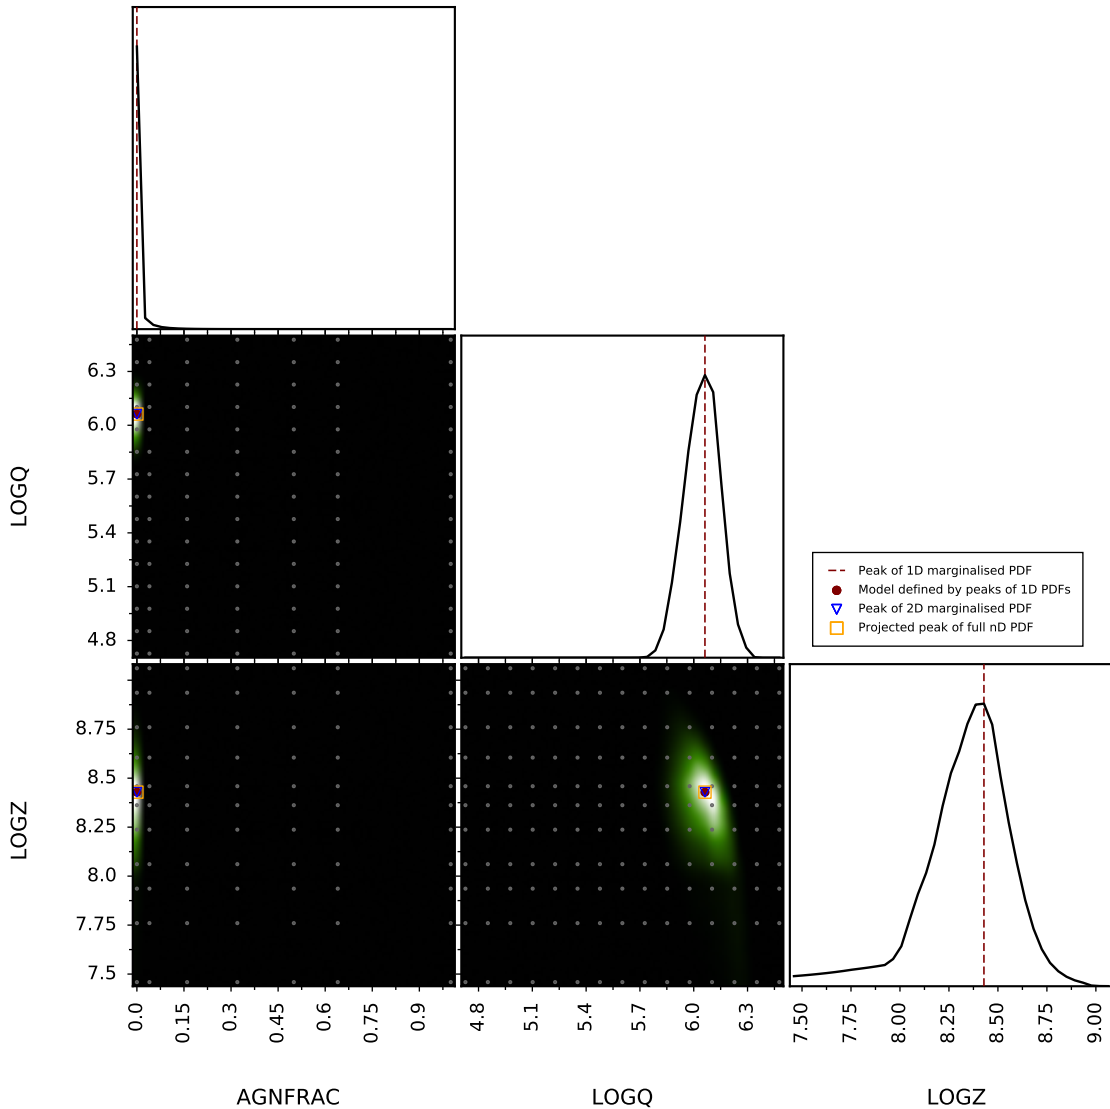 6.3
6.0
5.7
5.4
5.1
4.8
LOGQ
Peak of 1D marginalised PDF
Model defined by peaks of 1D PDFs
Peak of 2D marginalised PDF
Projected peak of full nD PDF
8.75
8.5
8.25
8.0
7.75
7.5
LOGZ
0.0 0.15 0.3 0.45 0.6 0.75 0.9
4.8 5.1 5.4 5.7 6.0 6.3
7.50 7.75 8.00 8.25 8.50 8.75 9.00
AGNFRAC LOGQ LOGZ